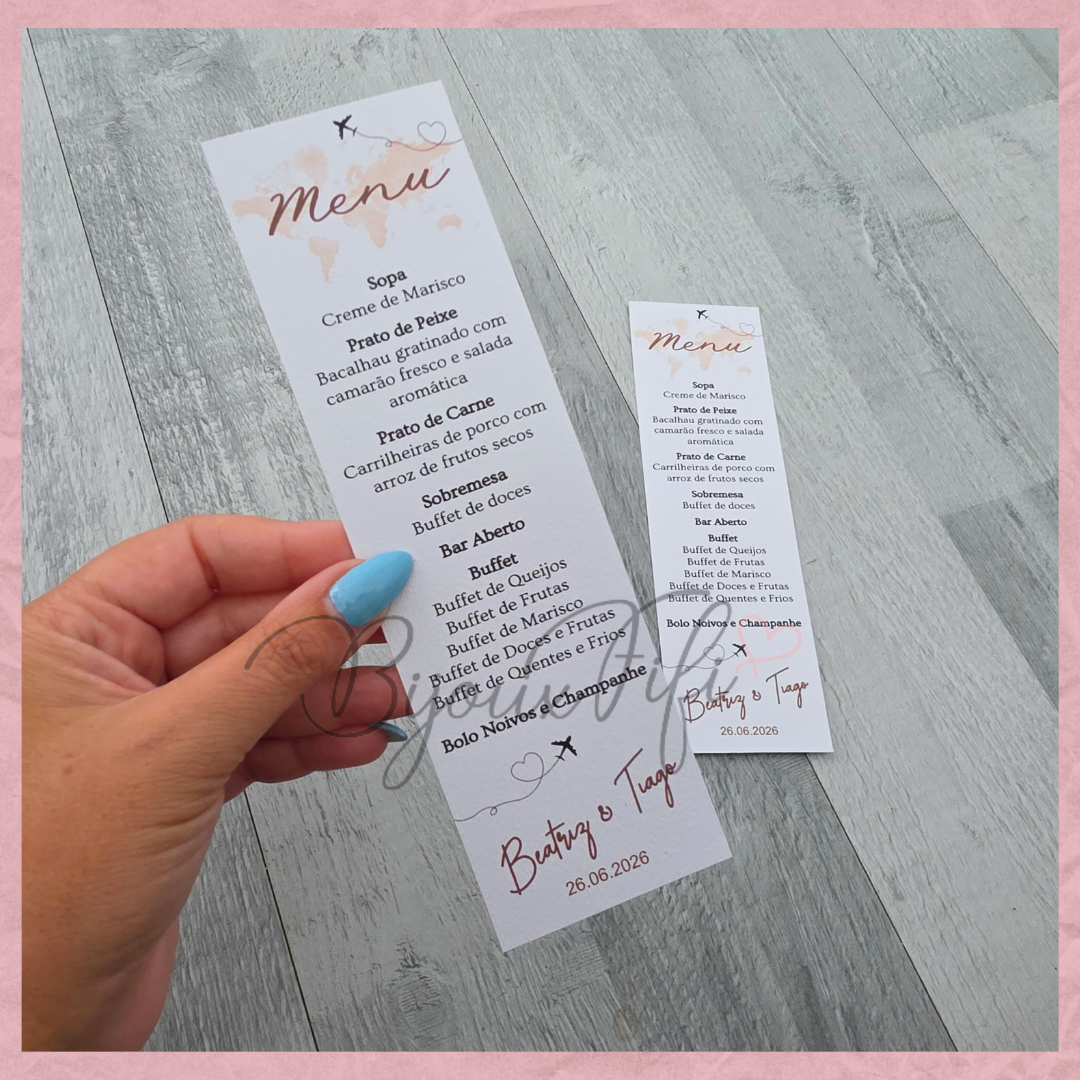 Menu
Sopa
Creme de Marisco
Prato de Peixe
Bacalhau gratinado com
camarão fresco e salada
aromática
Prato de Carne
Carrilheiras de porco com
arroz de frutos secos
Sobremesa
Buffet de doces
Bar Aberto
Buffet
Buffet de Queijos
Buffet de Frutas
Buffet de Marisco
Buffet de Doces e Frutas
Buffet de Quentes e Frios
Bolo Noivos e Champanhe
Beatriz & Tiago
26.06.2026
Menu
Sopa
Creme de Marisco
Prato de Peixe
Bacalhau gratinado com
camarão fresco e salada
aromática
Prato de Carne
Carrilheiras de porco com
arroz de frutos secos
Sobremesa
Buffet de doces
Bar Aberto
Buffet
Buffet de Queijos
Buffet de Frutas
Buffet de Marisco
Buffet de Doces e Frutas
Buffet de Quentes e Frios
Bolo Noivos e Champanhe
Beatriz & Tiago
26.06.2026
BijouxFifi